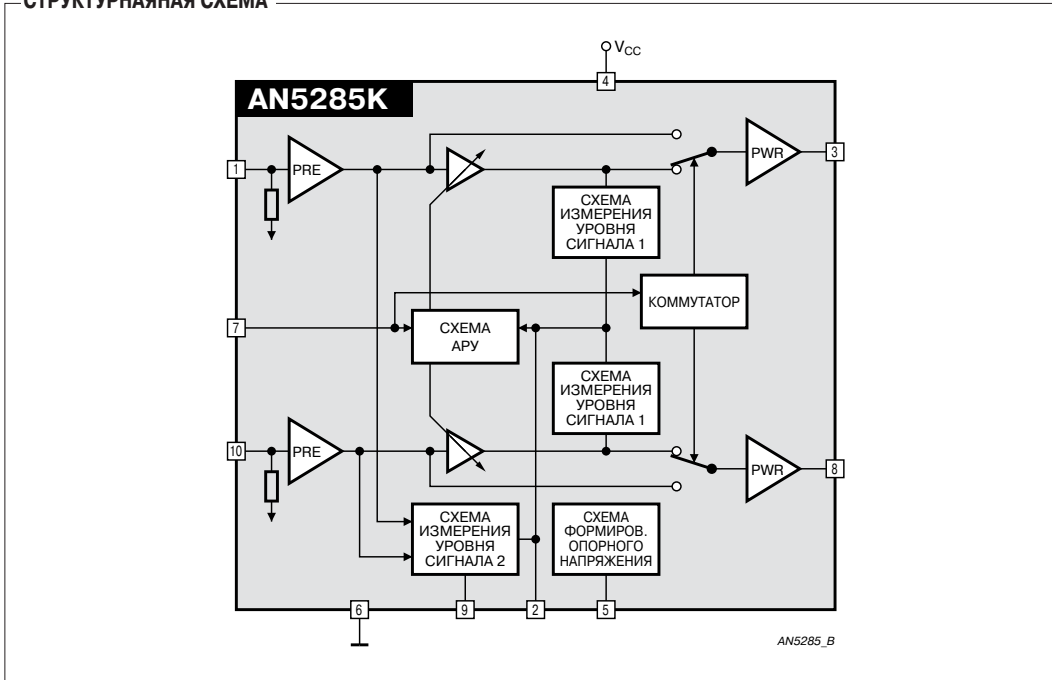 СТРУКТУРНАЯНАЯ СХЕМА
VCC
4
AN5285K
1
PRE
PWR
3
СХЕМА
ИЗМЕРЕНИЯ
УРОВНЯ
СИГНАЛА 1
КОММУТАТОР
7
СХЕМА
АРУ
СХЕМА
ИЗМЕРЕНИЯ
УРОВНЯ
СИГНАЛА 1
10
PRE
PWR
8
СХЕМА
ИЗМЕРЕНИЯ
УРОВНЯ
СИГНАЛА 2
СХЕМА
ФОРМИРОВ.
ОПОРНОГО
НАПРЯЖЕНИЯ
6
9
2
5
AN5285_B